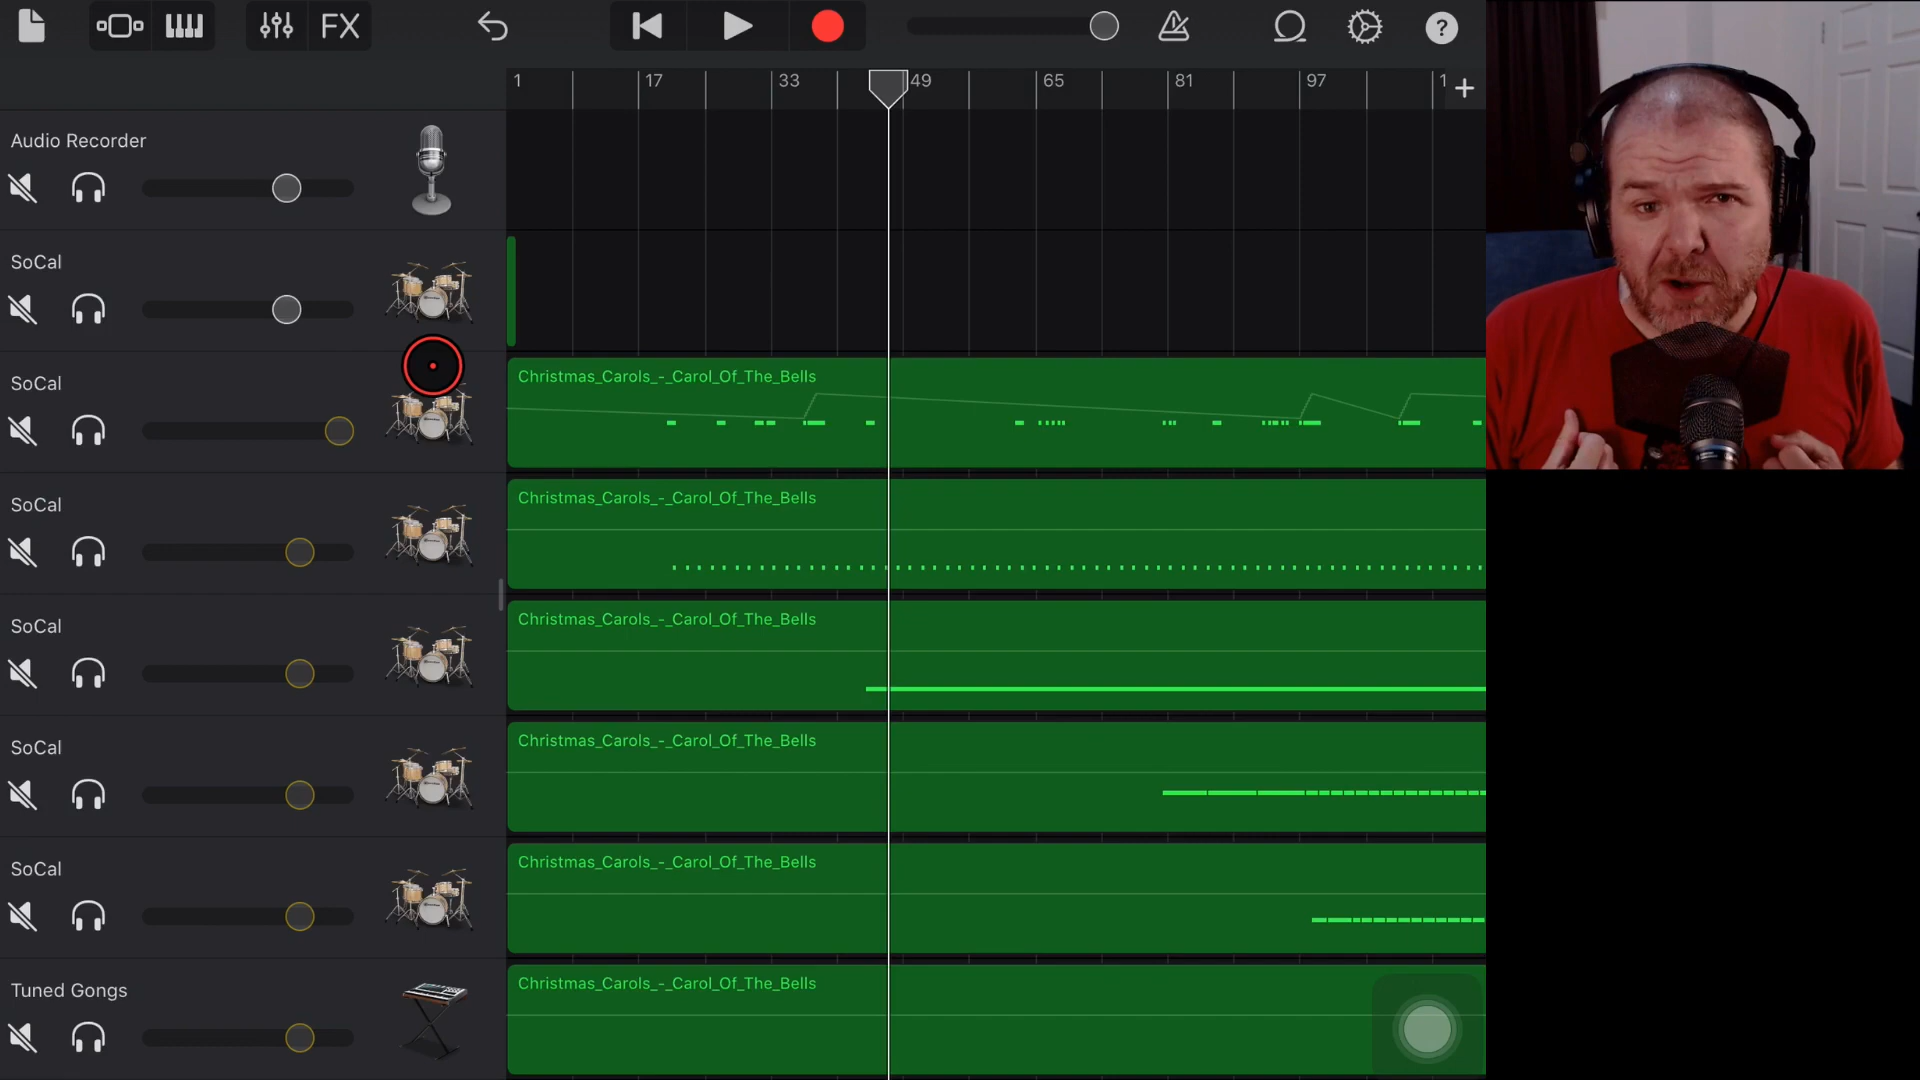 FX
?
1 17 33 49 65 81 97 1 +
Audio Recorder
SoCal
SoCal
Christmas_Carols_-_Carol_Of_The_Bells
SoCal
Christmas_Carols_-_Carol_Of_The_Bells
SoCal
Christmas_Carols_-_Carol_Of_The_Bells
SoCal
Christmas_Carols_-_Carol_Of_The_Bells
SoCal
Christmas_Carols_-_Carol_Of_The_Bells
Tuned Gongs
Christmas_Carols_-_Carol_Of_The_Bells